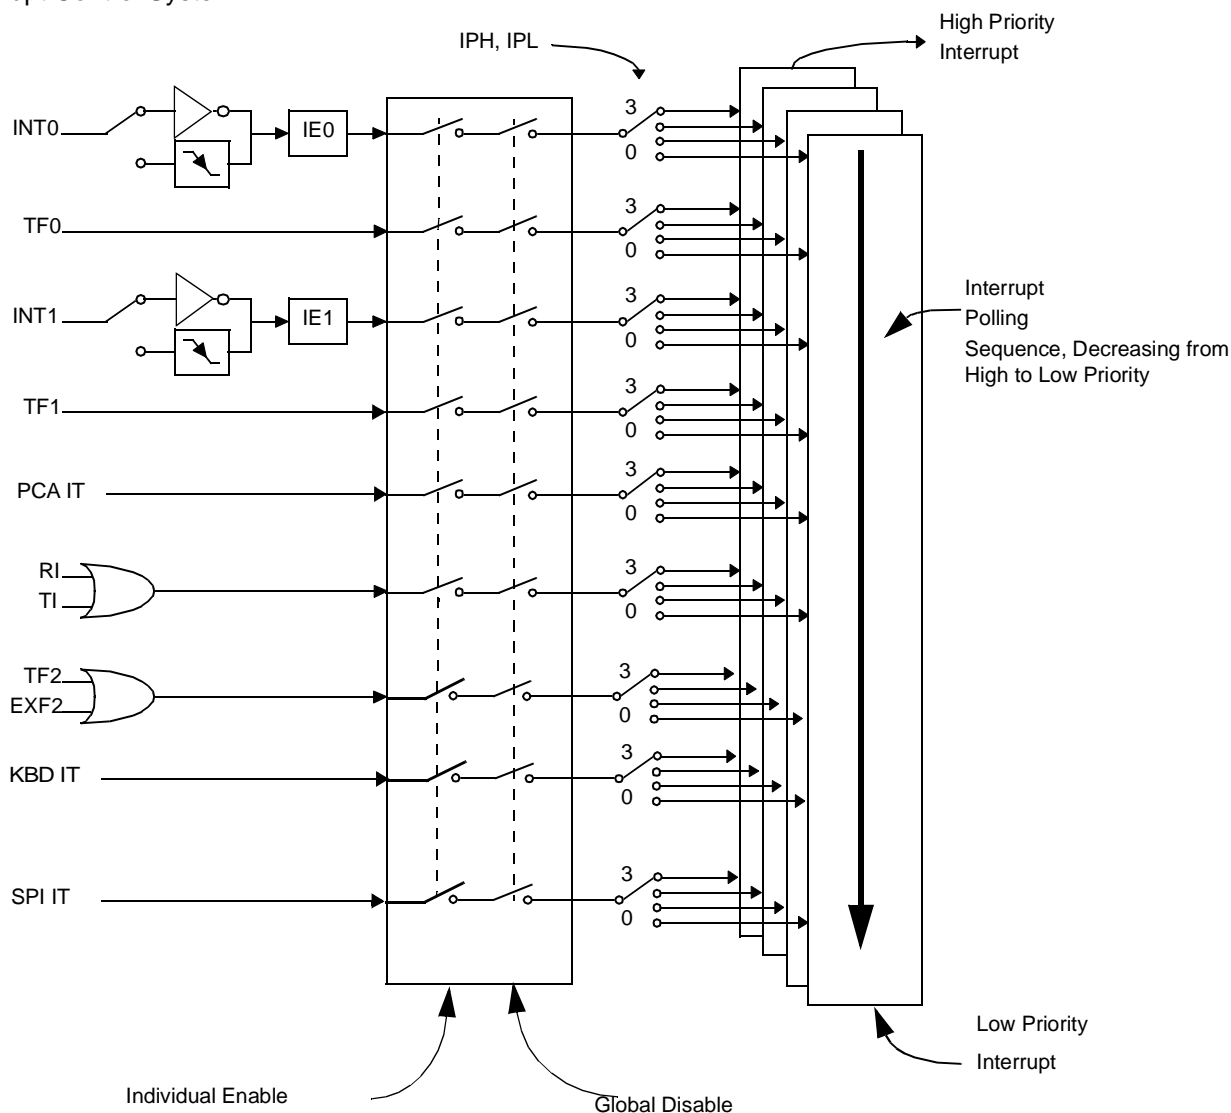 High Priority
Interrupt
IPH, IPL
INT0
IE0
3
0
TF0
3
0
INT1
IE1
3
0
Interrupt
Polling
Sequence, Decreasing from
High to Low Priority
TF1
3
0
PCA IT
3
0
RI
TI
3
0
TF2
EXF2
3
0
KBD IT
3
0
SPI IT
3
0
Low Priority
Interrupt
Individual Enable
Global Disable